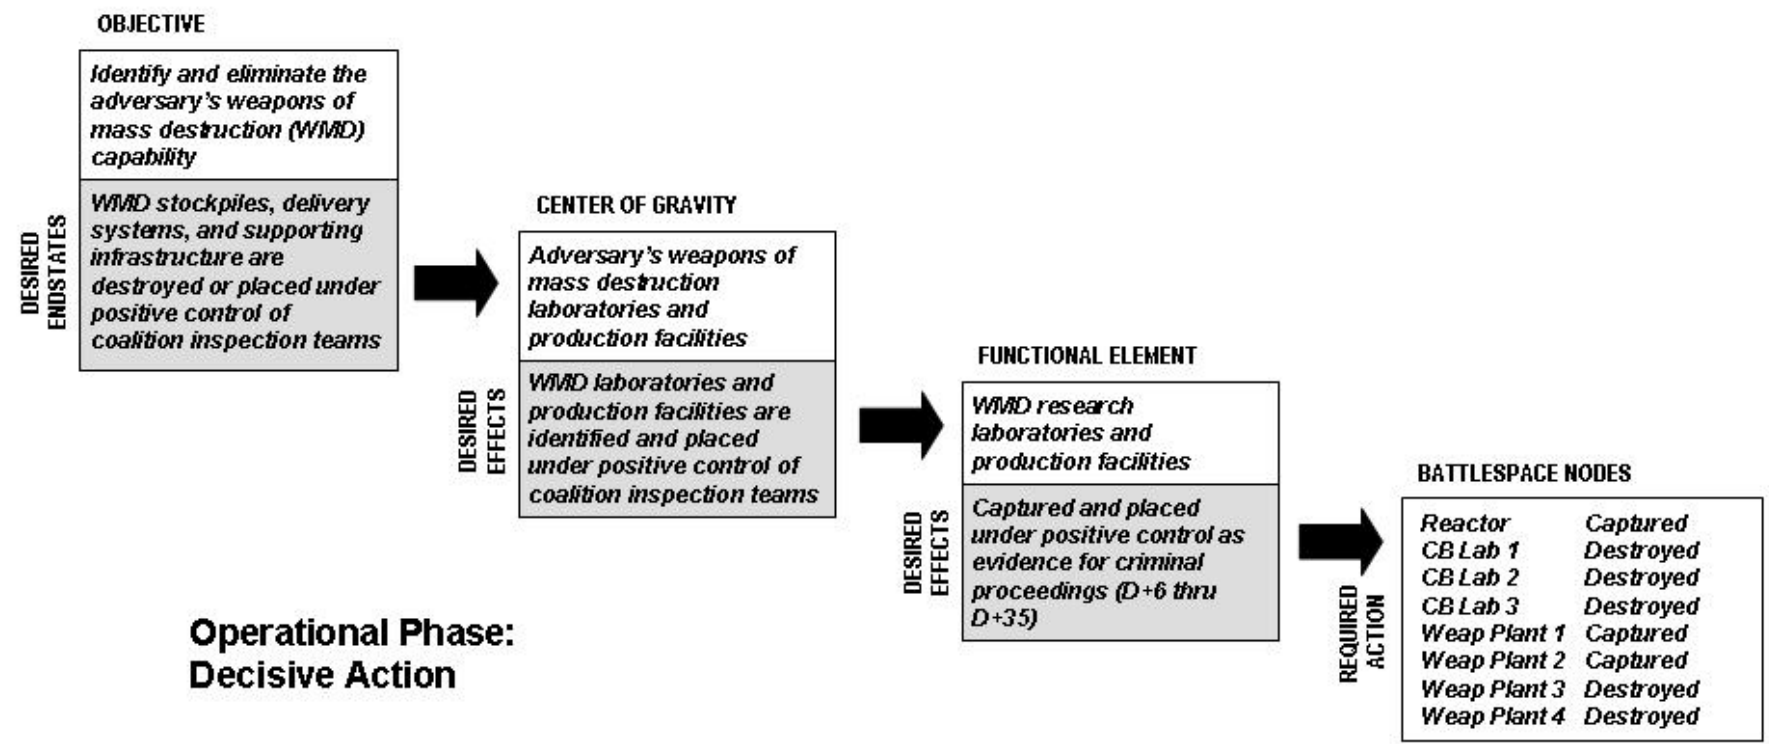 OBJECTIVE
Identify and eliminate the
adversary's weapons of
mass destruction (WMD)
capability
DESIRED
ENDSTATES
WMD stockpiles, delivery
systems, and supporting
infrastructure are
destroyed or placed under
positive control of
coalition inspection teams
CENTER OF GRAVITY
Adversary's weapons of
mass destruction
laboratories and
production facilities
DESIRED
EFFECTS
WMD laboratories and
production facilities are
identified and placed
under positive control of
coalition inspection teams
FUNCTIONAL ELEMENT
WMD research
laboratories and
production facilities
DESIRED
EFFECTS
Captured and placed
under positive control as
evidence for criminal
proceedings (D+6 thru
D+35)
BATTLESPACE NODES
REQUIRED
ACTION
Reactor Captured
CB Lab 1 Destroyed
CB Lab 2 Destroyed
CB Lab 3 Destroyed
Weap Plant 1 Captured
Weap Plant 2 Captured
Weap Plant 3 Destroyed
Weap Plant 4 Destroyed
Operational Phase:
Decisive Action